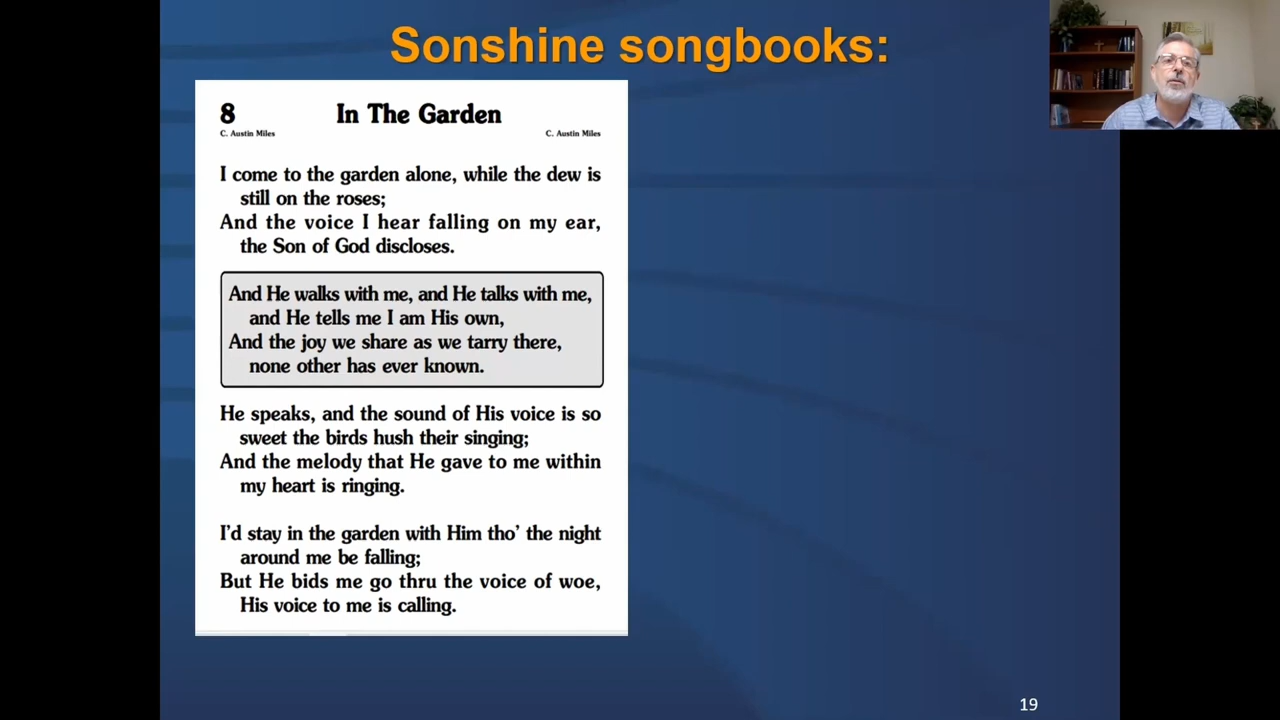 Sonshine songbooks:
8 In The Garden
C. Austin Miles C. Austin Miles
I come to the garden alone, while the dew is
still on the roses;
And the voice I hear falling on my ear,
the Son of God discloses.
And He walks with me, and He talks with me,
and He tells me I am His own,
And the joy we share as we tarry there,
none other has ever known.
He speaks, and the sound of His voice is so
sweet the birds hush their singing;
And the melody that He gave to me within
my heart is ringing.
I'd stay in the garden with Him tho' the night
around me be falling;
But He bids me go thru the voice of woe,
His voice to me is calling.
19